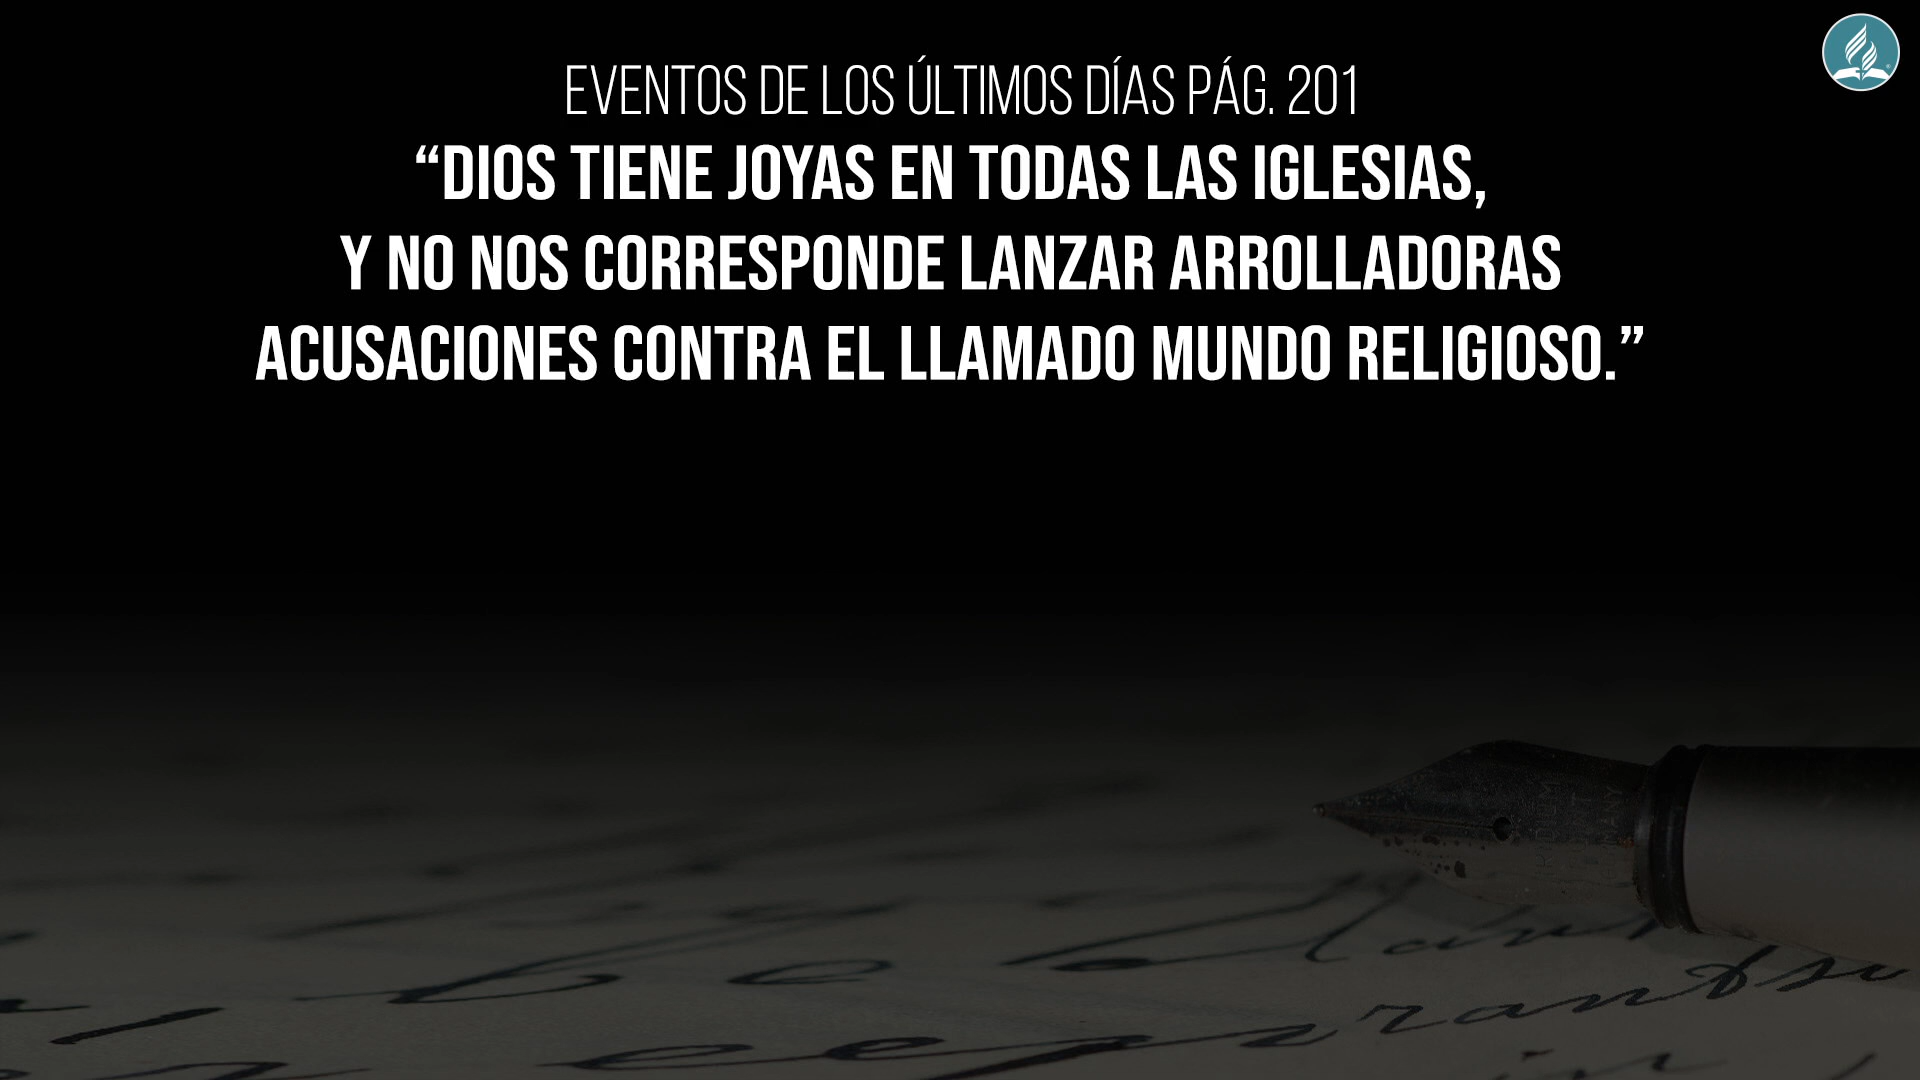 EVENTOS DE LOS ÚLTIMOS DÍAS PÁG. 201
“DIOS TIENE JOYAS EN TODAS LAS IGLESIAS,
Y NO NOS CORRESPONDE LANZAR ARROLLADORAS
ACUSACIONES CONTRA EL LLAMADO MUNDO RELIGIOSO.”